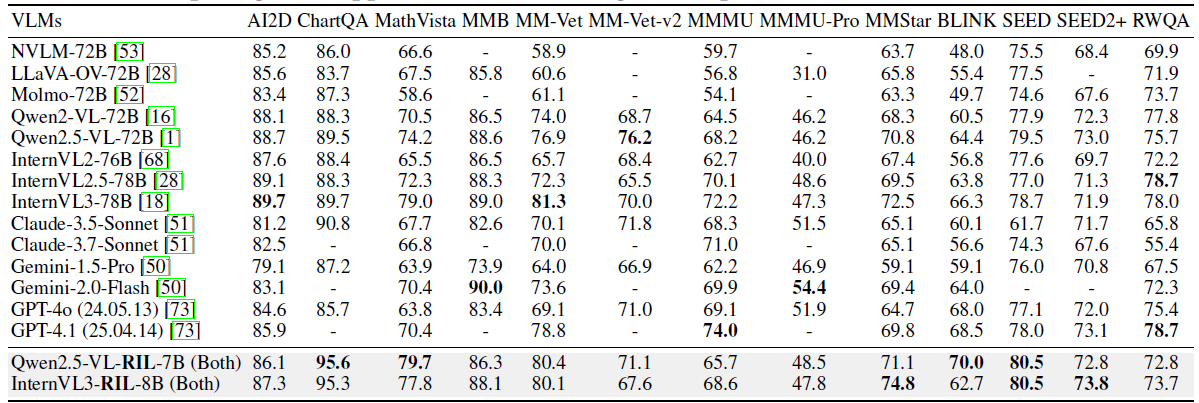 VLMs AI2D ChartQA MathVista MMB MM-Vet MM-Vet-v2 MMMU MMMU-Pro MMStar BLINK SEED SEED2+ RWQA
NVLM-72B [53] 85.2 86.0 66.6 - 58.9 - 59.7 - 63.7 48.0 75.5 68.4 69.9
LLaVA-OV-72B [28] 85.6 83.7 67.5 85.8 60.6 - 56.8 31.0 65.8 55.4 77.5 - 71.9
Molmo-72B [52] 83.4 87.3 58.6 - 61.1 - 54.1 - 63.3 49.7 74.6 67.6 73.7
Qwen2-VL-72B [16] 88.1 88.3 70.5 86.5 74.0 68.7 64.5 46.2 68.3 60.5 77.9 72.3 77.8
Qwen2.5-VL-72B [1] 88.7 89.5 74.2 88.6 76.9 76.2 68.2 46.2 70.8 64.4 79.5 73.0 75.7
InternVL2-76B [68] 87.6 88.4 65.5 86.5 65.7 68.4 62.7 40.0 67.4 56.8 77.6 69.7 72.2
InternVL2.5-78B [28] 89.1 88.3 72.3 88.3 72.3 65.5 70.1 48.6 69.5 63.8 77.0 71.3 78.7
InternVL3-78B [18] 89.7 89.7 79.0 89.0 81.3 70.0 72.2 47.3 72.5 66.3 78.7 71.9 78.0
Claude-3.5-Sonnet [51] 81.2 90.8 67.7 82.6 70.1 71.8 68.3 51.5 65.1 60.1 61.7 71.7 65.8
Claude-3.7-Sonnet [51] 82.5 - 66.8 - 70.0 - 71.0 - 65.1 56.6 74.3 67.6 55.4
Gemini-1.5-Pro [50] 79.1 87.2 63.9 73.9 64.0 66.9 62.2 46.9 59.1 59.1 76.0 70.8 67.5
Gemini-2.0-Flash [50] 83.1 - 70.4 90.0 73.6 - 69.9 54.4 69.4 64.0 - - 72.3
GPT-4o (24.05.13) [73] 84.6 85.7 63.8 83.4 69.1 71.0 69.1 51.9 64.7 68.0 77.1 72.0 75.4
GPT-4.1 (25.04.14) [73] 85.9 - 70.4 - 78.8 - 74.0 - 69.8 68.5 78.0 73.1 78.7
Qwen2.5-VL-RIL-7B (Both) 86.1 95.6 79.7 86.3 80.4 71.1 65.7 48.5 71.1 70.0 80.5 72.8 72.8
InternVL3-RIL-8B (Both) 87.3 95.3 77.8 88.1 80.1 67.6 68.6 47.8 74.8 62.7 80.5 73.8 73.7